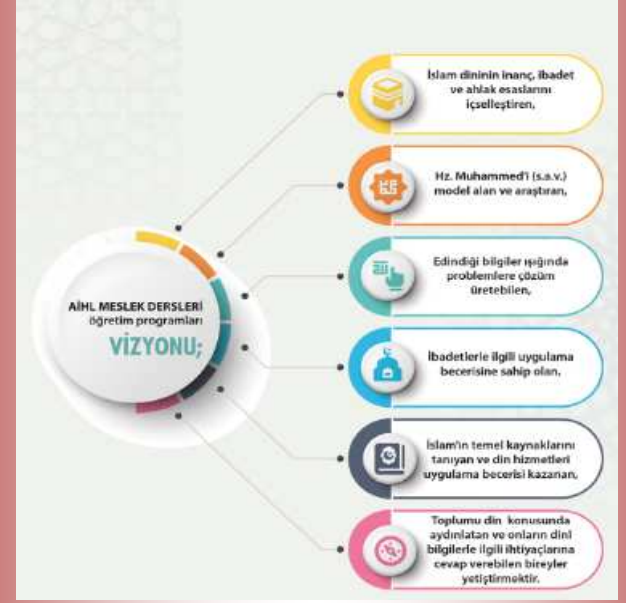 AİHL MESLEK DERSLERİ
öğretim programları
VİZYONU;
İslam dininin inanç, ibadet
ve ahlak esaslarını
içselleştiren,
Hz. Muhammed'i (s.a.v.)
model alan ve araştıran,
Edindiği bilgiler ışığında
problemlere çözüm
üretebilen,
İbadetlerle ilgili uygulama
becerisine sahip olan,
İslam'ın temel kaynaklarını
tanıyan ve din hizmetleri
uygulama becerisi kazanan,
Toplumu din konusunda
aydınlatan ve onların dinî
bilgilerle ilgili ihtiyaçlarına
cevap verebilen bireyler
yetiştirmektir.